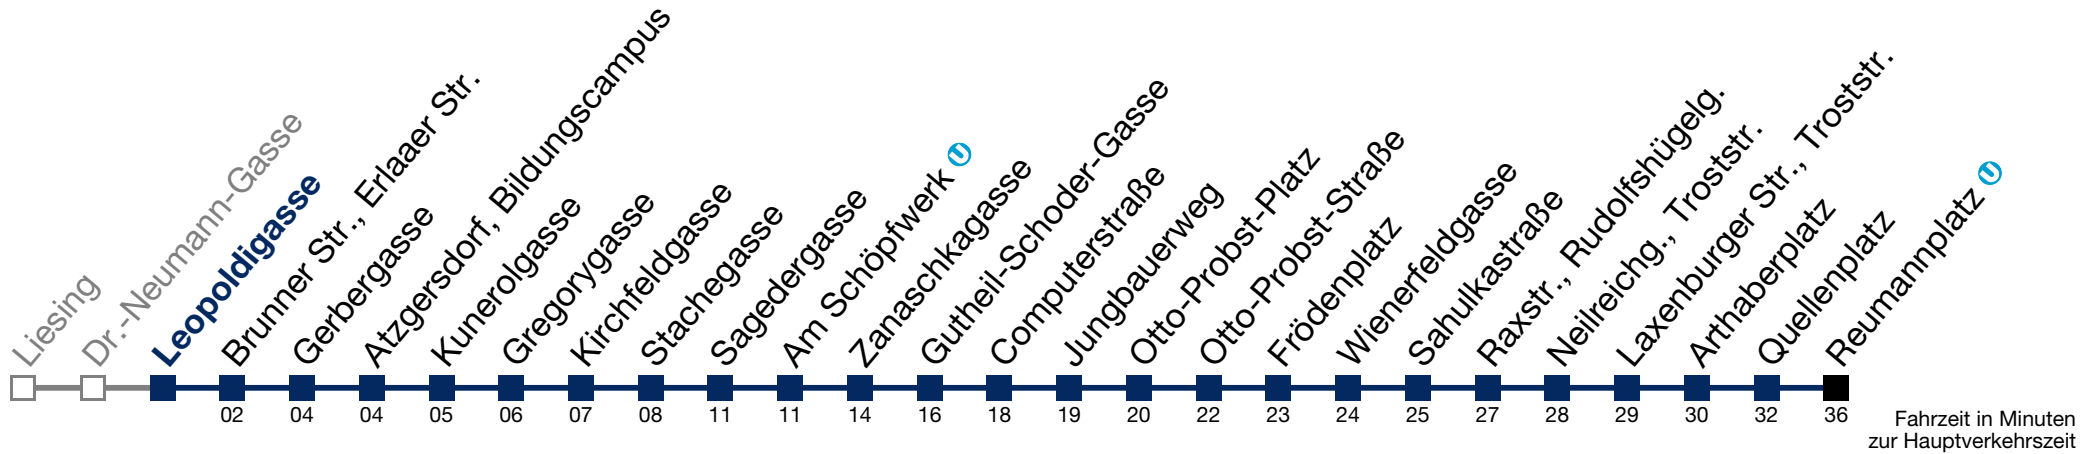 Liesing
Dr.-Neumann-Gasse
Leopoldigasse
Brunner Str., Erlaaer Str.
Gerbergasse
Atzgersdorf, Bildungscampus
Kunerolgasse
Gregorygasse
Kirchfeldgasse
Stachegasse
Sagedergasse
Am Schöpfwerk U
Zanaschkagasse
Gutheil-Schoder-Gasse
Computerstraße
Jungbauerweg
Otto-Probst-Platz
Otto-Probst-Straße
Frödenplatz
Wienerfeldgasse
Sahulkastraße
Raxstr., Rudolfshügelg.
Neilreichg., Troststr.
Laxenburger Str., Troststr.
Arthaberplatz
Quellenplatz
Reumannplatz U
02 04 04 05 06 07 08 11 11 14 16 18 19 20 22 23 24 25 27 28 29 30 32 36
Fahrzeit in Minuten
zur Hauptverkehrszeit